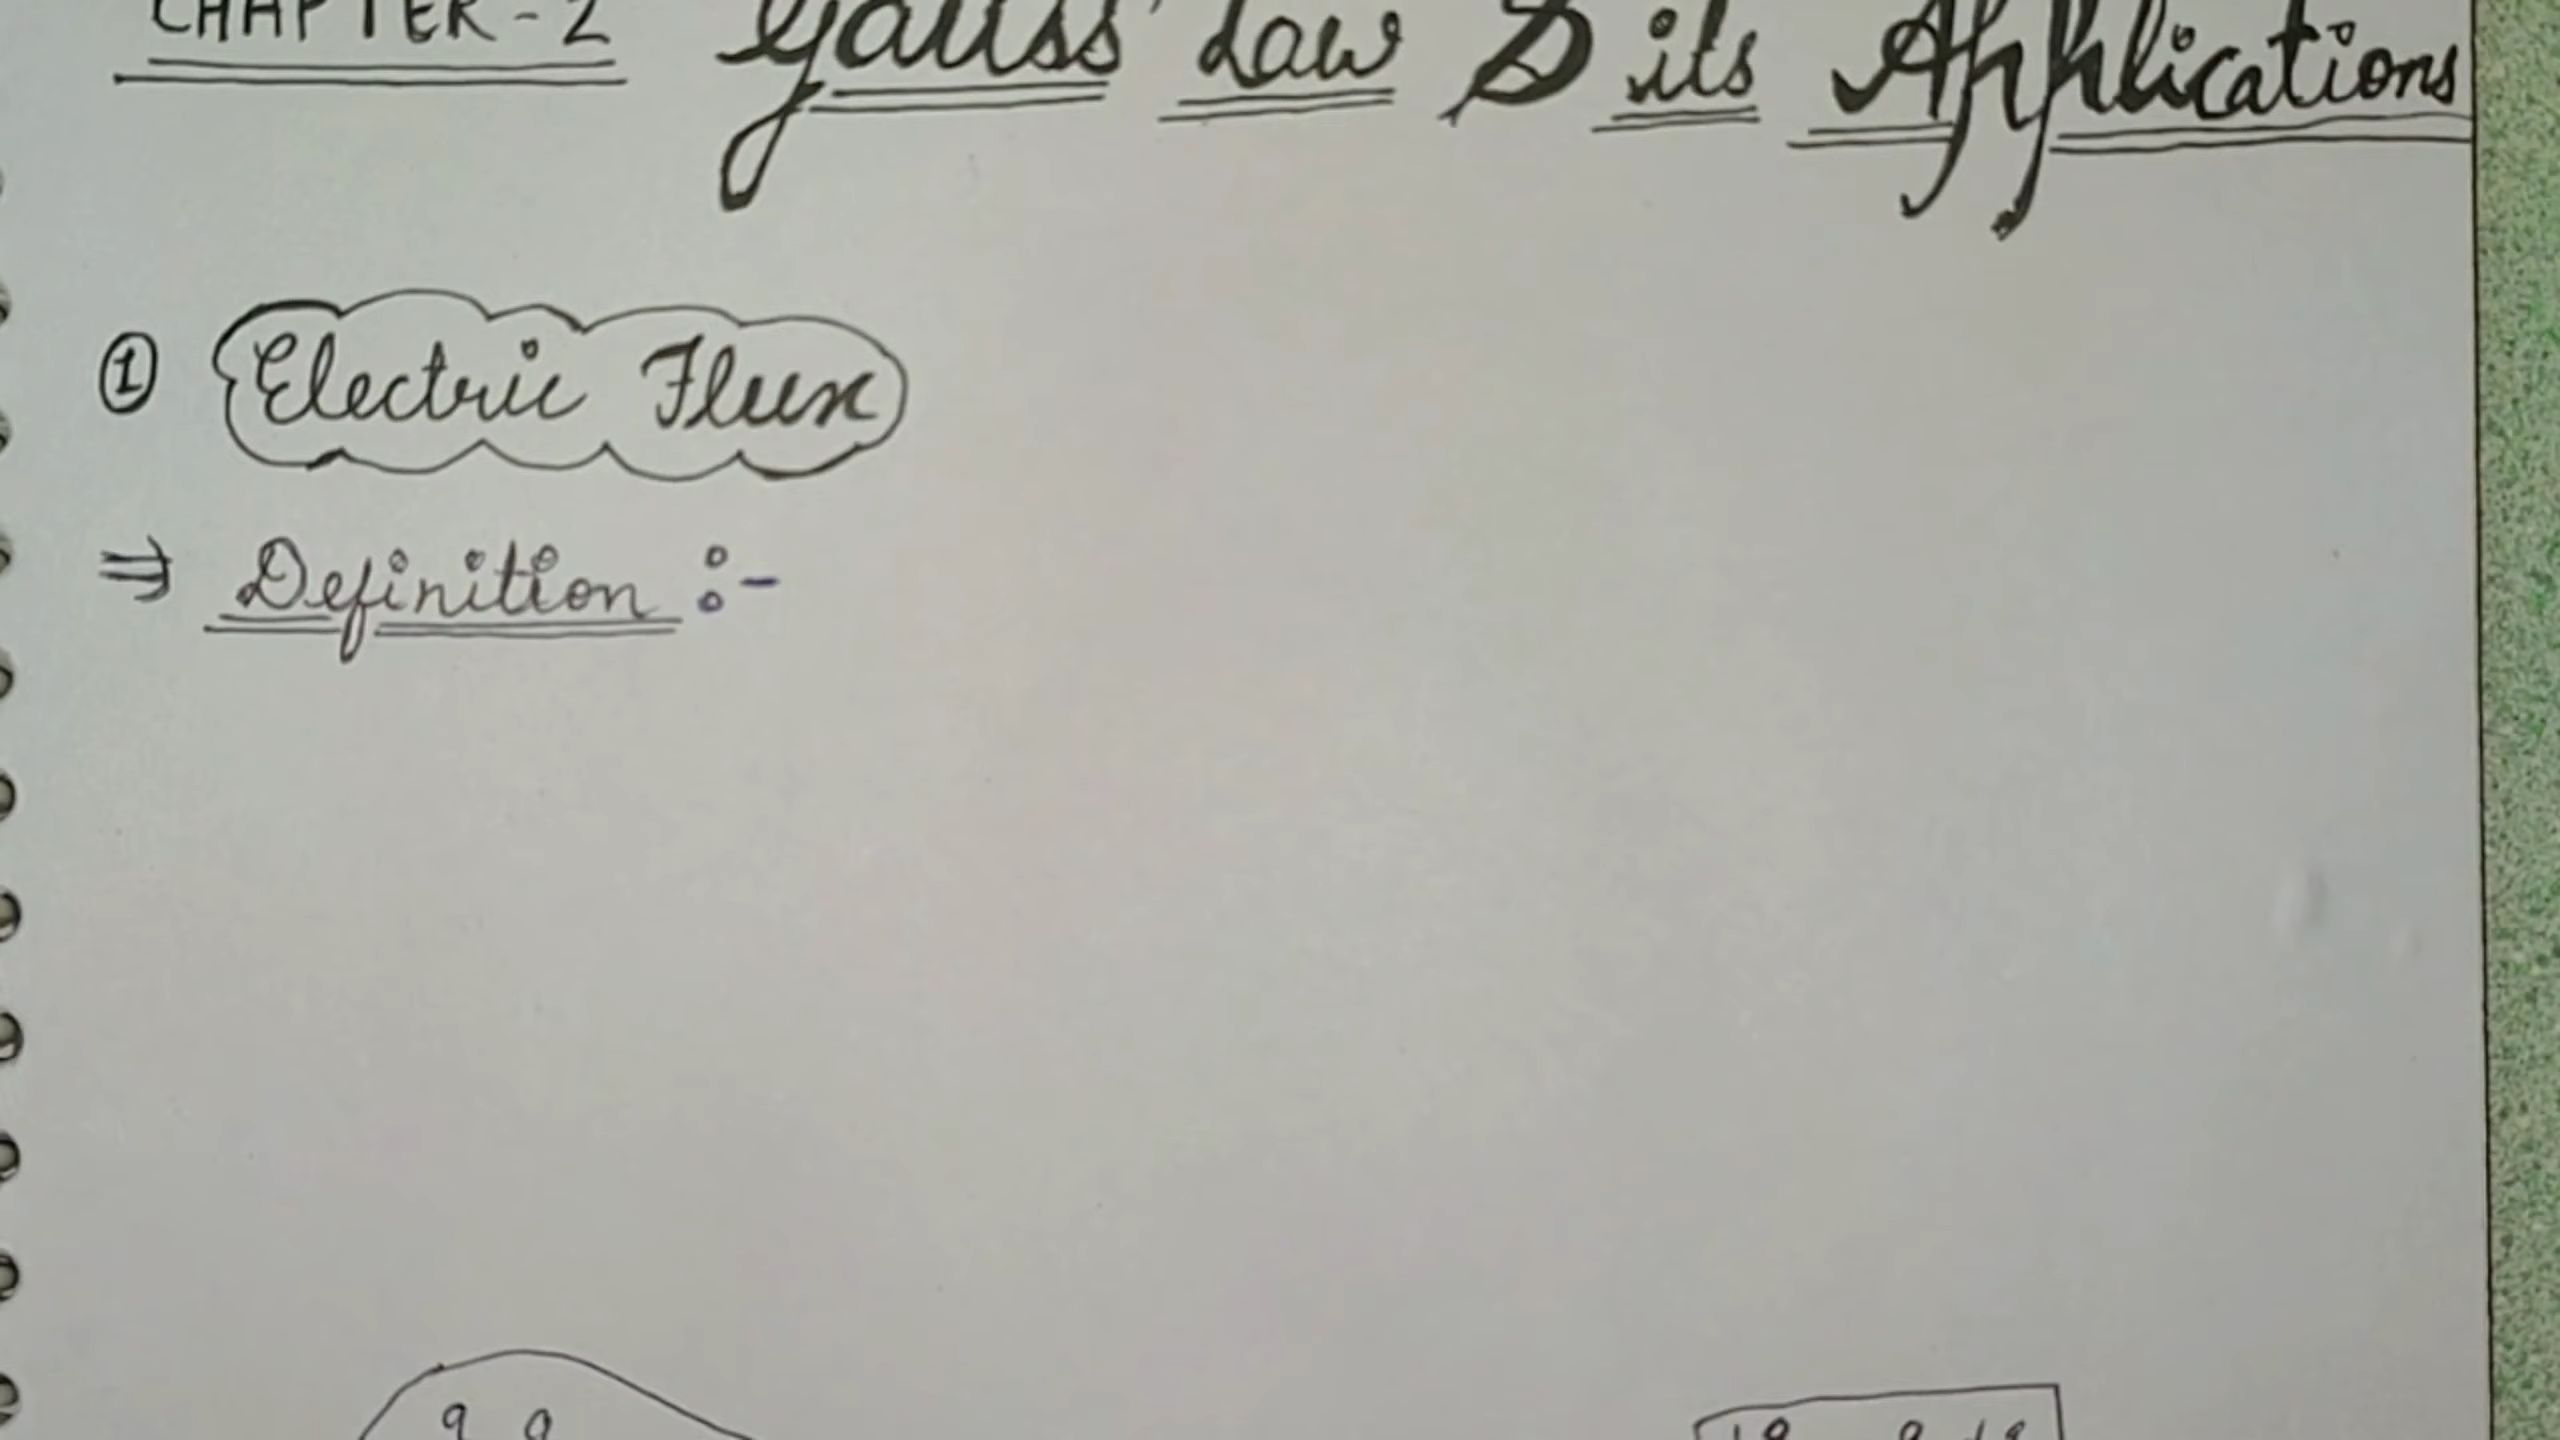 CHAPTER-2 Gauss' Law & its Applications
① Electric Flux
⇒ Definition :-